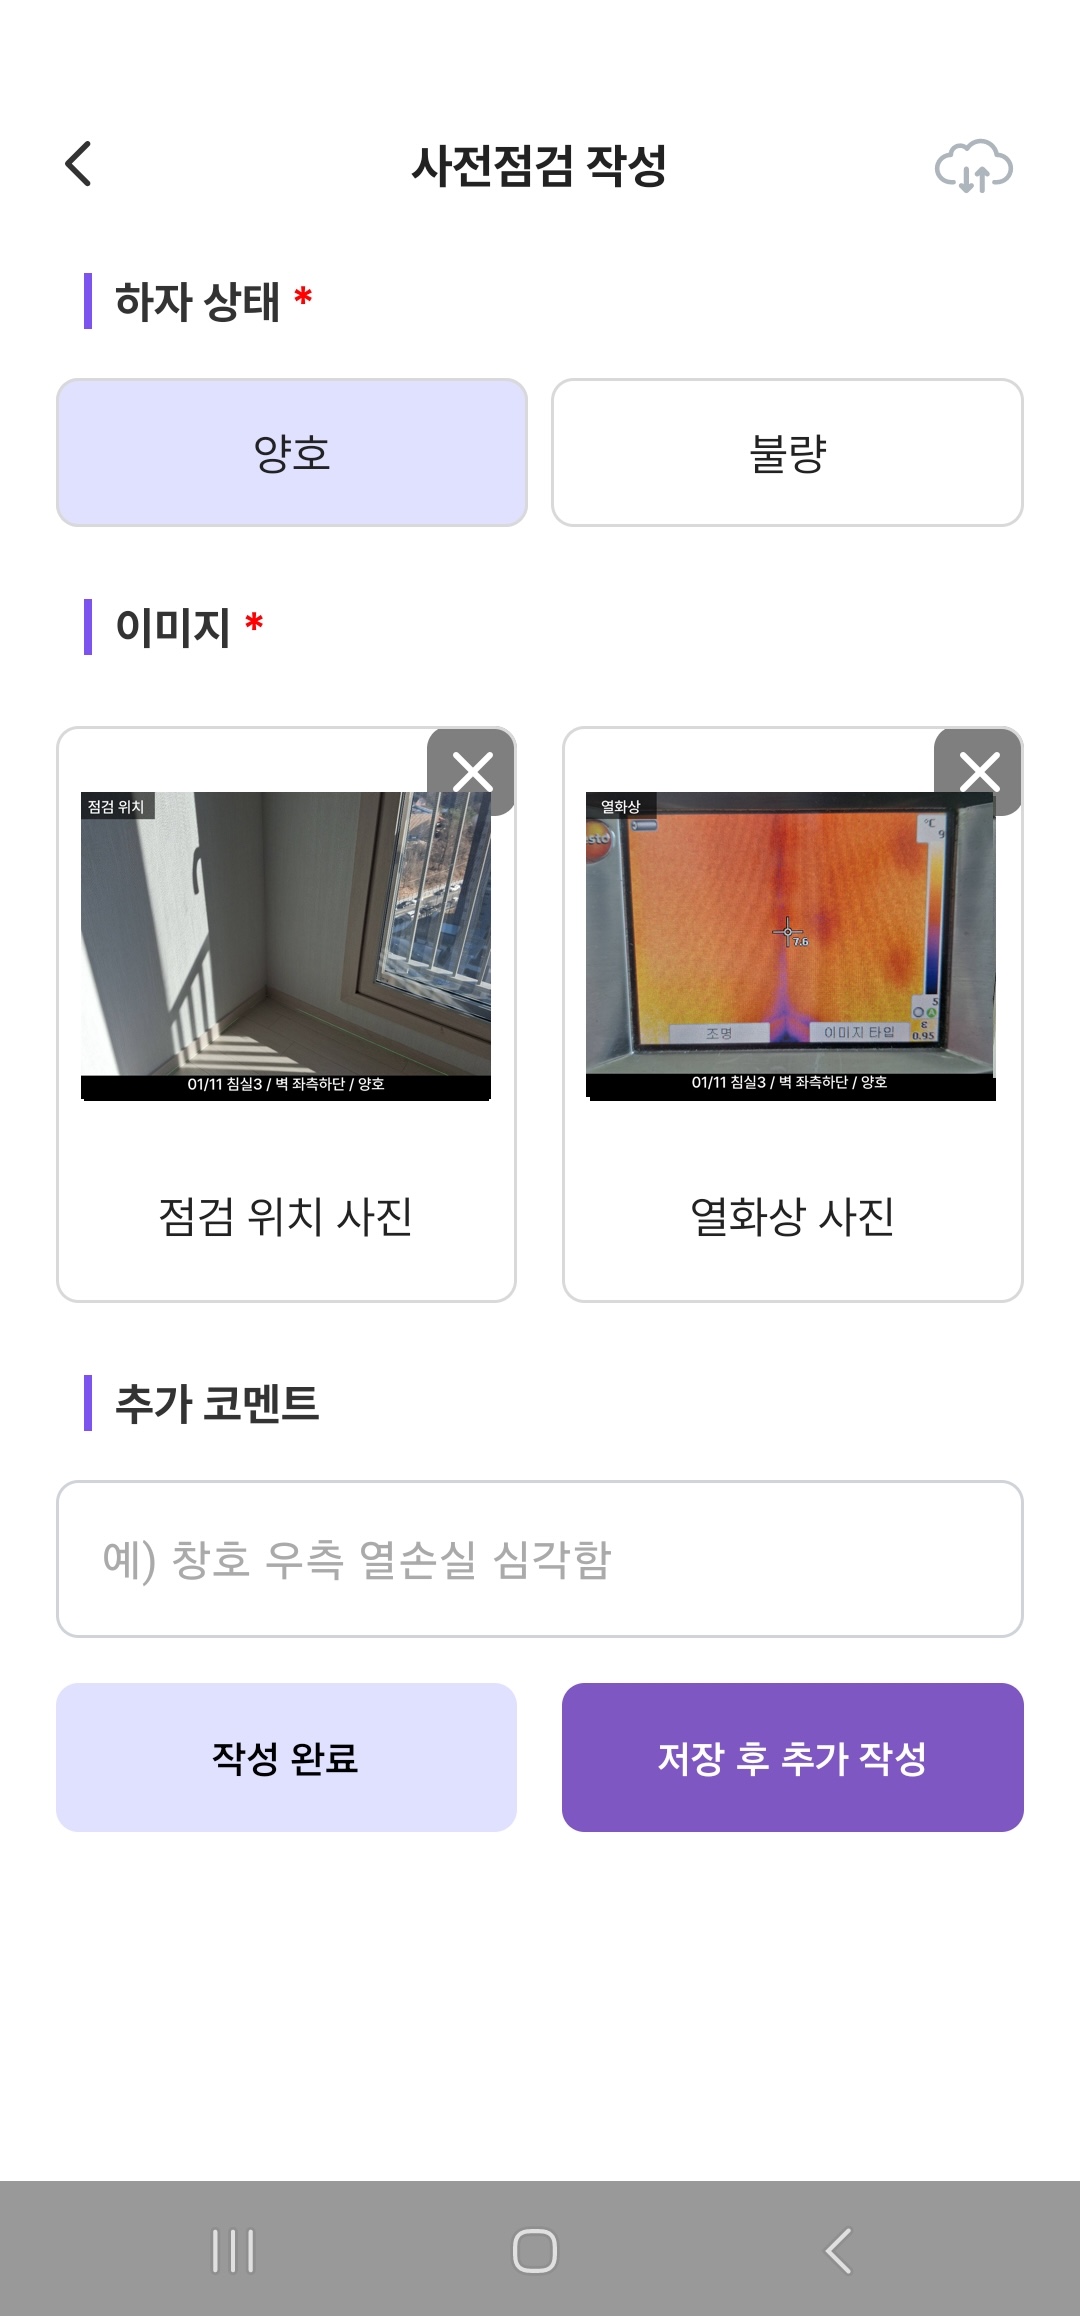 사전점검 작성
하자 상태 *
양호
불량
이미지 *
점검 위치
01/11 침실3 / 벽 좌측하단 / 양호
점검 위치 사진
열화상
sto
°C
9
7.6
5
A
ε
0.95
조명
이미지 타입
01/11 침실3 / 벽 좌측하단 / 양호
열화상 사진
추가 코멘트
예) 창호 우측 열손실 심각함
작성 완료
저장 후 추가 작성